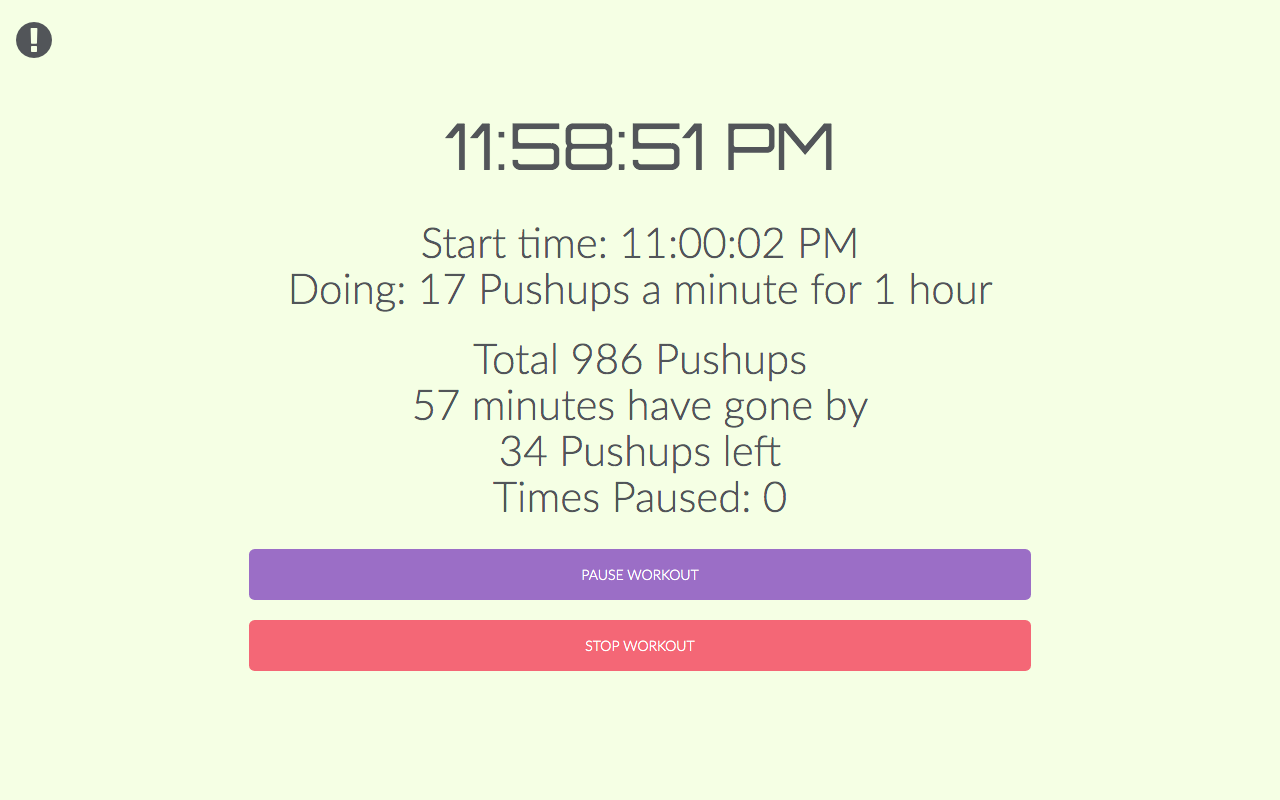 11:58:51 PM
Start time: 11:00:02 PM
Doing: 17 Pushups a minute for 1 hour
Total 986 Pushups
57 minutes have gone by
34 Pushups left
Times Paused: 0
PAUSE WORKOUT
STOP WORKOUT